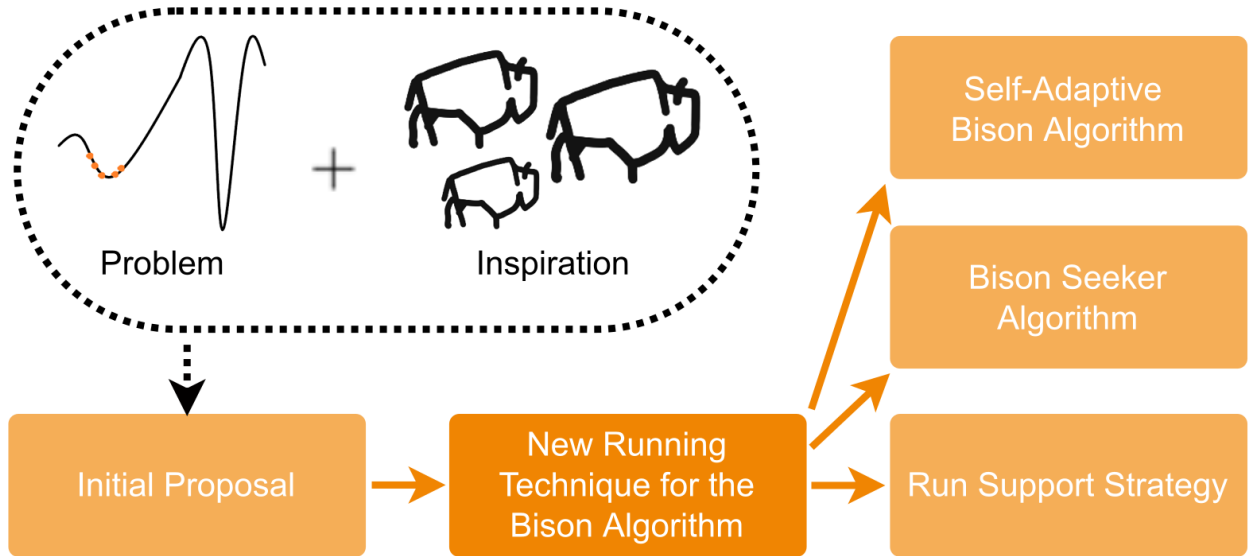 Problem
+
Inspiration
Initial Proposal
New Running
Technique for the
Bison Algorithm
Self-Adaptive
Bison Algorithm
Bison Seeker
Algorithm
Run Support Strategy